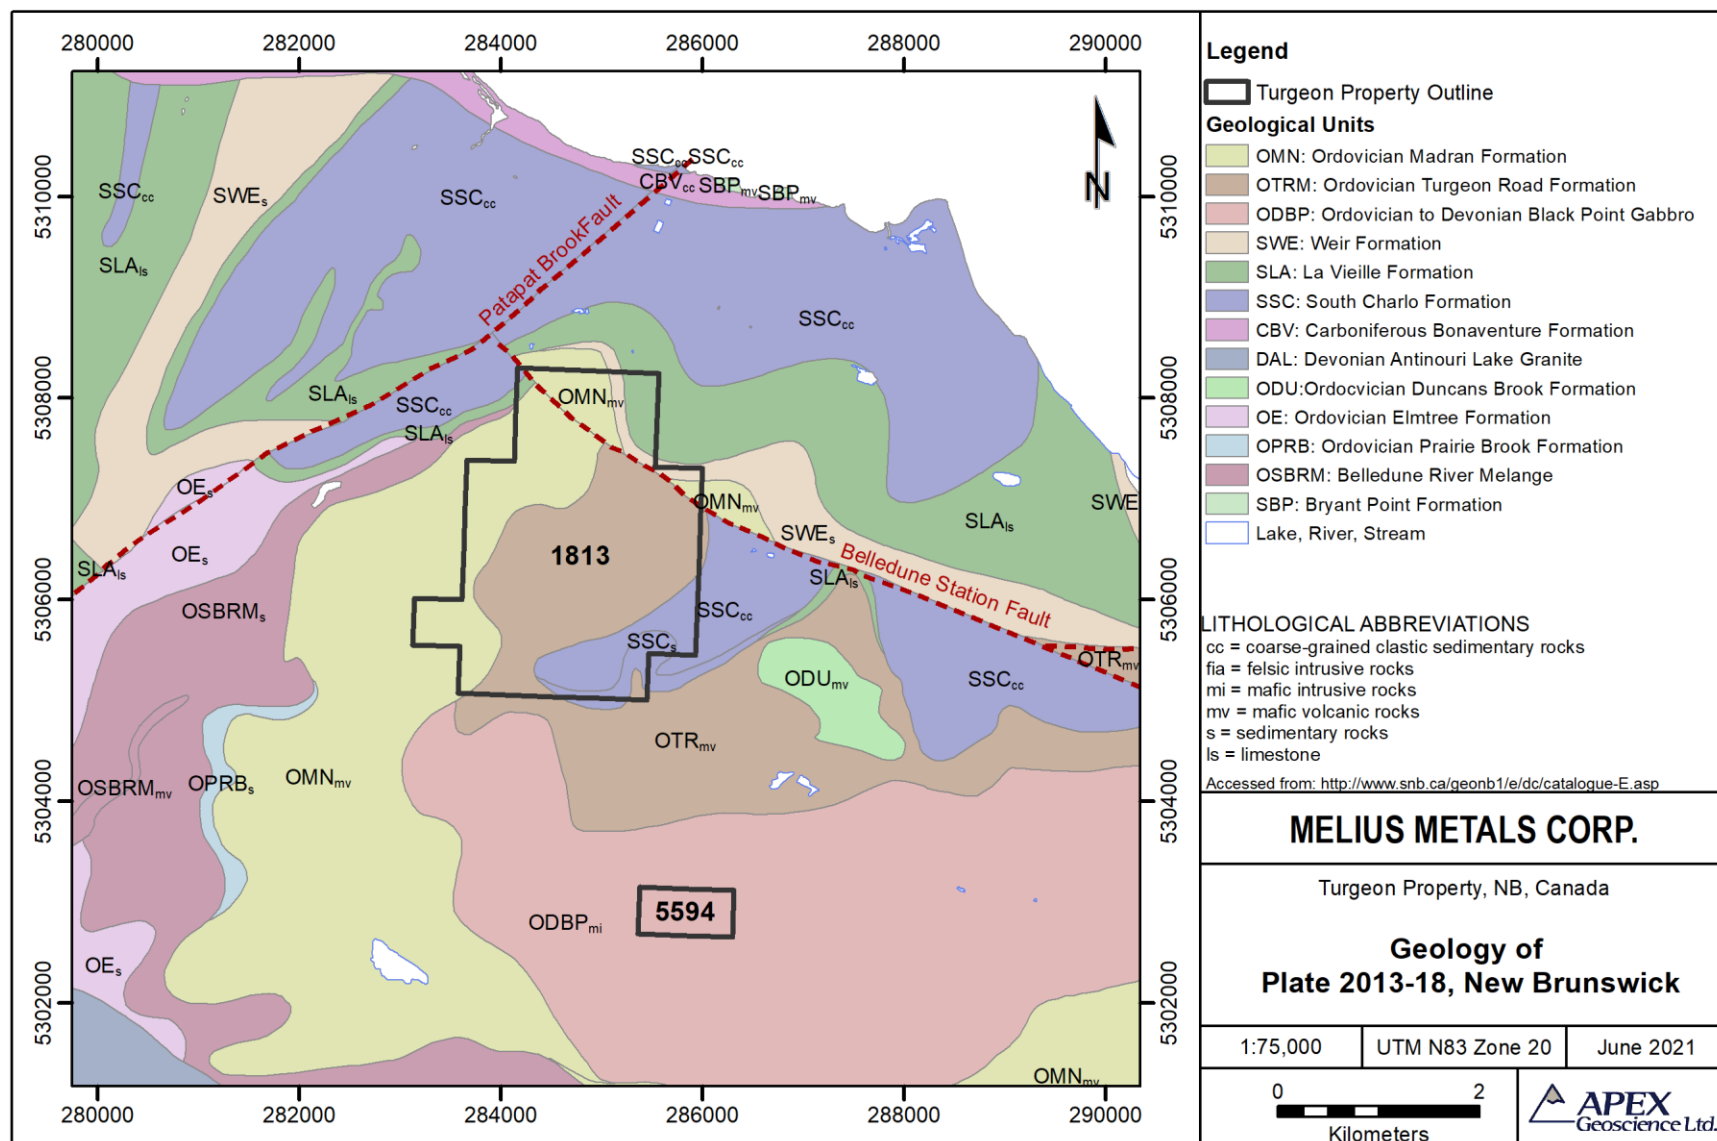 280000 282000 284000 286000 288000 290000
5310000
5308000
5306000
5304000
5302000
5310000
5308000
5306000
5304000
5302000
280000 282000 284000 286000 288000 290000
N
SSCcc SSCcc
CBVcc SBPmv SBPmv
SSCcc
SWEs
SSCcc
SLAls
Patapat BrookFault
SSCcc
SLAls
SSCcc
OMNmv
SLAls
OEs
OMNmv
SWE
SWEs
SLAls
OEs
1813
SLAls
Belledune Station Fault
SLAls
OSBRMs
SSCcc
SSCs
OTRmv
ODUmv
SSCcc
OTRmv
OSBRMmv
OPRBs
OMNmv
5594
ODBPmi
OEs
OMNmv
Legend
Turgeon Property Outline
Geological Units
OMN: Ordovician Madran Formation
OTRM: Ordovician Turgeon Road Formation
ODBP: Ordovician to Devonian Black Point Gabbro
SWE: Weir Formation
SLA: La Vieille Formation
SSC: South Charlo Formation
CBV: Carboniferous Bonaventure Formation
DAL: Devonian Antinouri Lake Granite
ODU:Ordocvician Duncans Brook Formation
OE: Ordovician Elmtree Formation
OPRB: Ordovician Prairie Brook Formation
OSBRM: Belledune River Melange
SBP: Bryant Point Formation
Lake, River, Stream
LITHOLOGICAL ABBREVIATIONS
cc = coarse-grained clastic sedimentary rocks
fia = felsic intrusive rocks
mi = mafic intrusive rocks
mv = mafic volcanic rocks
s = sedimentary rocks
ls = limestone
Accessed from: http://www.snb.ca/geonb1/e/dc/catalogue-E.asp
MELIUS METALS CORP.
Turgeon Property, NB, Canada
Geology of
Plate 2013-18, New Brunswick
1:75,000 UTM N83 Zone 20 June 2021
0 2
Kilometers
APEX
Geoscience Ltd.